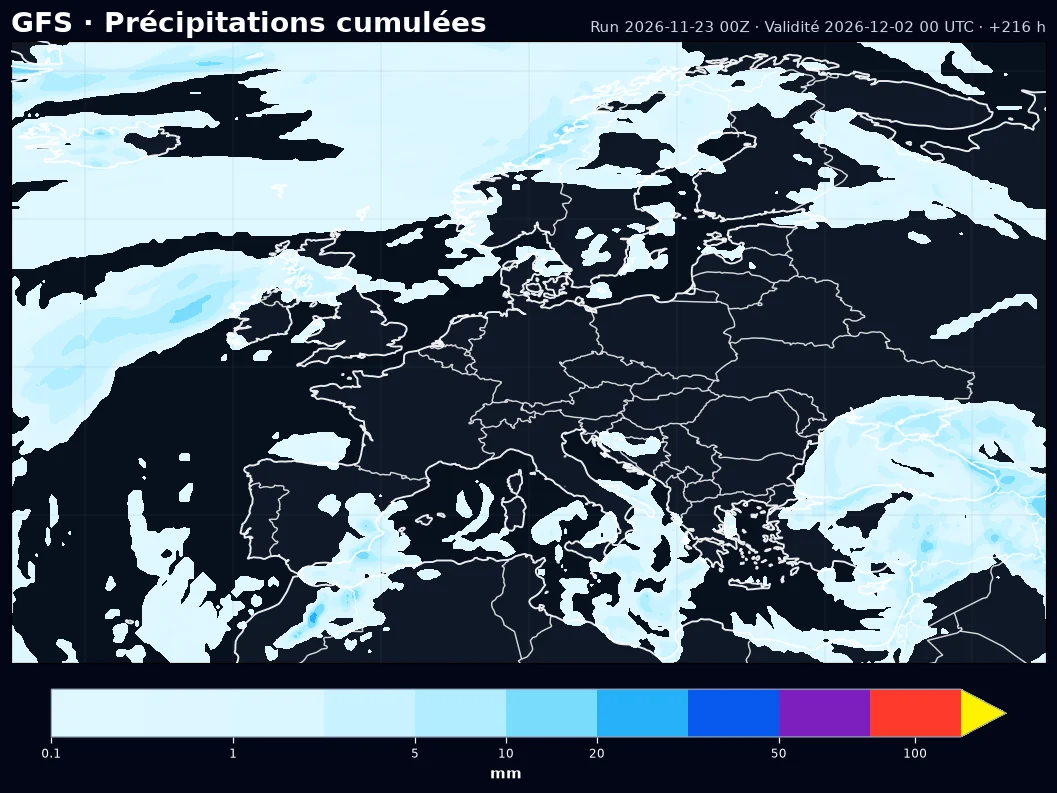 GFS · Précipitations cumulées
Run 2026-11-23 00Z · Validité 2026-12-02 00 UTC · +216 h
0.1 1 5 10 20 50 100
mm